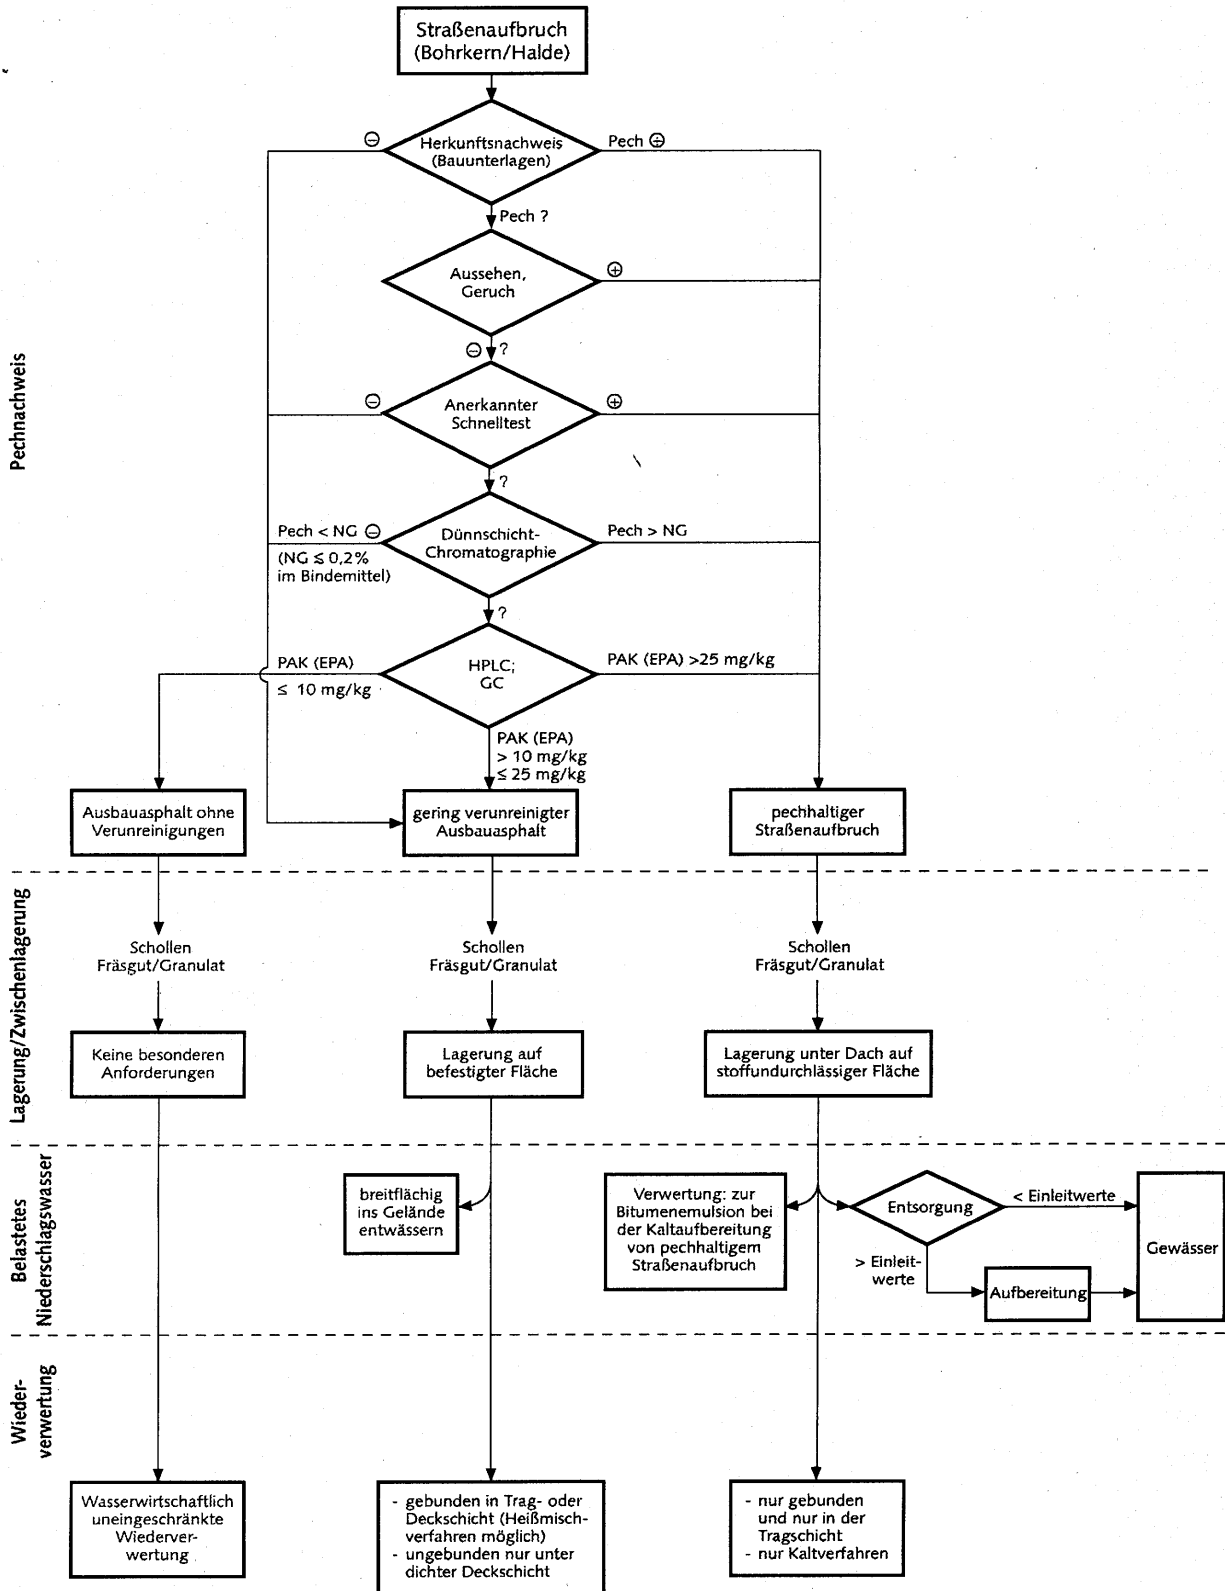 Straßenaufbruch
(Bohrkern/Halde)
⊖
Herkunftsnachweis
(Bauunterlagen)
Pech ⊕
Pech ?
Aussehen,
Geruch
⊕
⊖ ?
⊖
Anerkannter
Schnelltest
⊕
?
Pech < NG ⊖
(NG ≤ 0,2%
im Bindemittel)
Dünnschicht-
Chromatographie
Pech > NG
?
PAK (EPA)
≤ 10 mg/kg
HPLC;
GC
PAK (EPA) >25 mg/kg
PAK (EPA)
> 10 mg/kg
≤ 25 mg/kg
Pechnachweis
Ausbauasphalt ohne
Verunreinigungen
gering verunreinigter
Ausbauasphalt
pechhaltiger
Straßenaufbruch
Lagerung/Zwischenlagerung
Schollen
Fräsgut/Granulat
Schollen
Fräsgut/Granulat
Schollen
Fräsgut/Granulat
Keine besonderen
Anforderungen
Lagerung auf
befestigter Fläche
Lagerung unter Dach auf
stoffundurchlässiger Fläche
Belastetes
Niederschlagswasser
breitflächig
ins Gelände
entwässern
Verwertung: zur
Bitumenemulsion bei
der Kaltaufbereitung
von pechhaltigem
Straßenaufbruch
Entsorgung
< Einleitwerte
> Einleit-
werte
Aufbereitung
Gewässer
Wieder-
verwertung
Wasserwirtschaftlich
uneingeschränkte
Wiederver-
wertung
- gebunden in Trag- oder
Deckschicht (Heißmisch-
verfahren möglich)
- ungebunden nur unter
dichter Deckschicht
- nur gebunden
und nur in der
Tragschicht
- nur Kaltverfahren